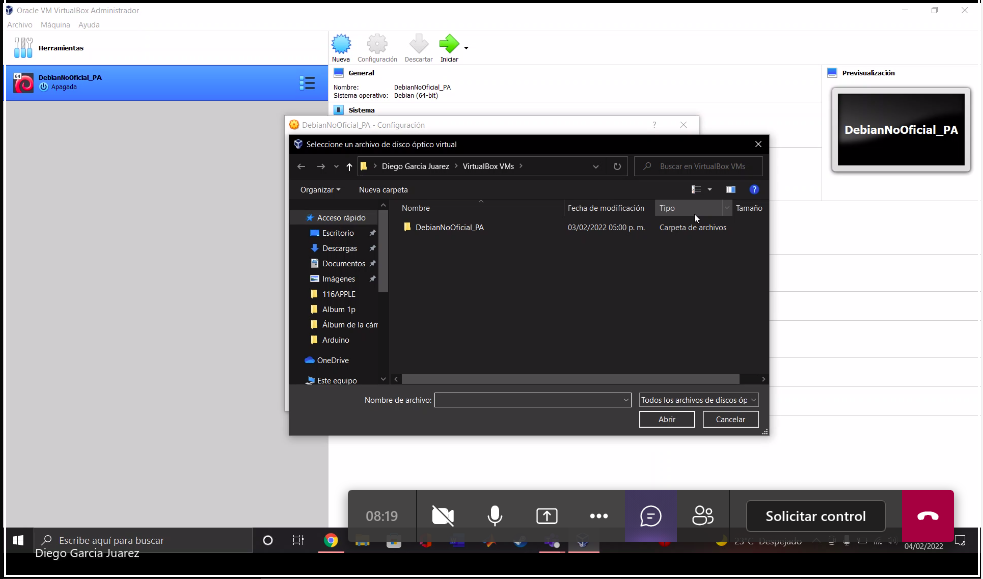 Oracle VM VirtualBox Administrador
Archivo Máquina Ayuda
Herramientas
Nueva Configuración Descartar Iniciar
DebianNoOficial_PA
Apagada
General
Nombre: DebianNoOficial_PA
Sistema operativo: Debian (64-bit)
Sistema
Previsualización
DebianNoOficial_PA
DebianNoOficial_PA - Configuración
Seleccione un archivo de disco óptico virtual
Diego Garcia Juarez > VirtualBox VMs >
Buscar en VirtualBox VMs
Organizar Nueva carpeta
Nombre Fecha de modificación Tipo Tamaño
DebianNoOficial_PA 03/02/2022 05:00 p. m. Carpeta de archivos
Acceso rápido
Escritorio
Descargas
Documentos
Imágenes
116APPLE
Album 1p
Álbum de la cám
Arduino
OneDrive
Este equipo
Nombre de archivo:
Todos los archivos de discos óp
Abrir Cancelar
08:19
Solicitar control
Escribe aquí para buscar
Despejado
04/02/2022
Diego Garcia Juarez